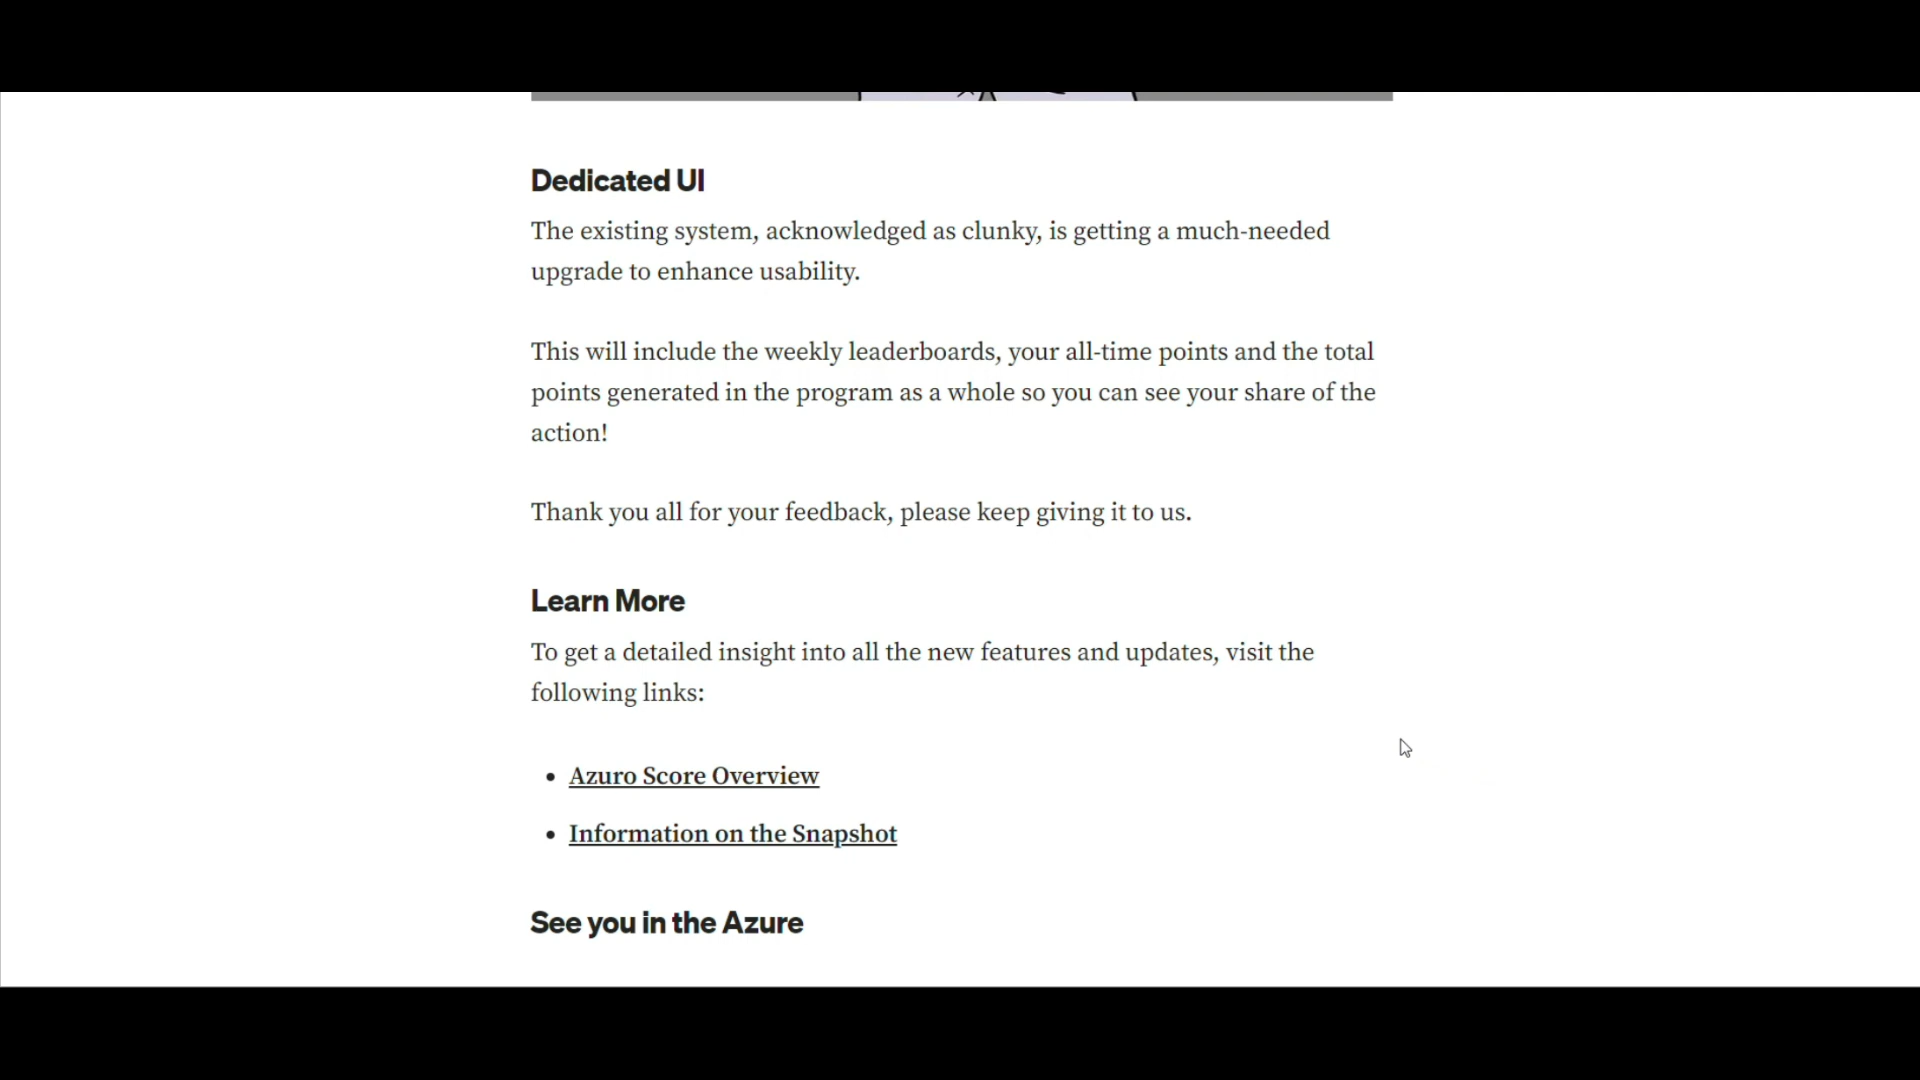 Dedicated UI
The existing system, acknowledged as clunky, is getting a much-needed
upgrade to enhance usability.
This will include the weekly leaderboards, your all-time points and the total
points generated in the program as a whole so you can see your share of the
action!
Thank you all for your feedback, please keep giving it to us.
Learn More
To get a detailed insight into all the new features and updates, visit the
following links:
• Azuro Score Overview
• Information on the Snapshot
See you in the Azure